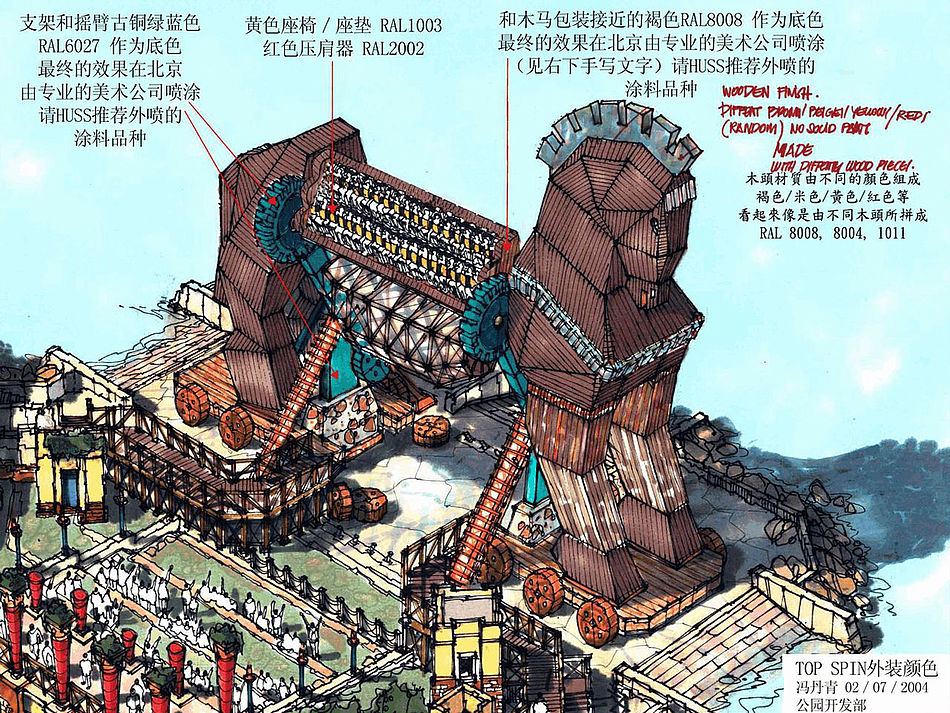 支架和摇臂古铜绿蓝色
RAL6027 作为底色
最终的效果在北京
由专业的美术公司喷涂
请HUSS推荐外喷的
涂料品种
黄色座椅／座垫 RAL1003
红色压肩器 RAL2002
和木马包装接近的褐色RAL8008 作为底色
最终的效果在北京由专业的美术公司喷涂
（见右下手写文字）请HUSS推荐外喷的
涂料品种
WOODEN FINISH.
DIFFERENT BROWN/BEIGES/YELLOW/REDS
(RANDOM) NO SOLID PAINT
MADE
WITH DIFFERENT WOOD PIECES.
木頭材質由不同的顏色組成
褐色/米色/黄色/紅色等
看起來像是由不同木頭所拼成
RAL 8008, 8004, 1011
TOP SPIN外装颜色
冯丹青 02/07/2004
公园开发部